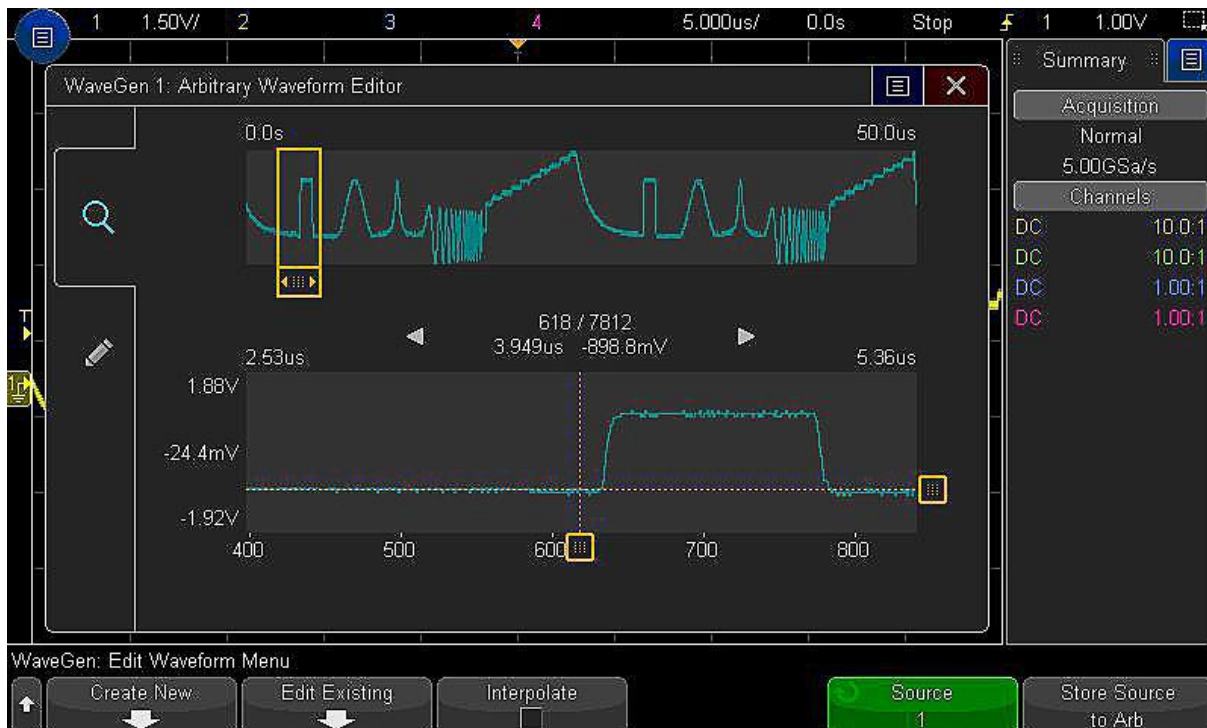 1 1.50V/ 2 3 4 5.000us/ 0.0s Stop 1 1.00V
Summary
WaveGen 1: Arbitrary Waveform Editor
Acquisition
Normal
5.00GSa/s
Channels
DC 10.0:1
DC 10.0:1
DC 1.00:1
DC 1.00:1
0.0s 50.0us
618 / 7812
3.949us -898.8mV
2.53us 5.36us
1.88V
-24.4mV
-1.92V
400 500 600 700 800
T
1
WaveGen: Edit Waveform Menu
Create New
Edit Existing
Interpolate
Source
1
Store Source
to Arb